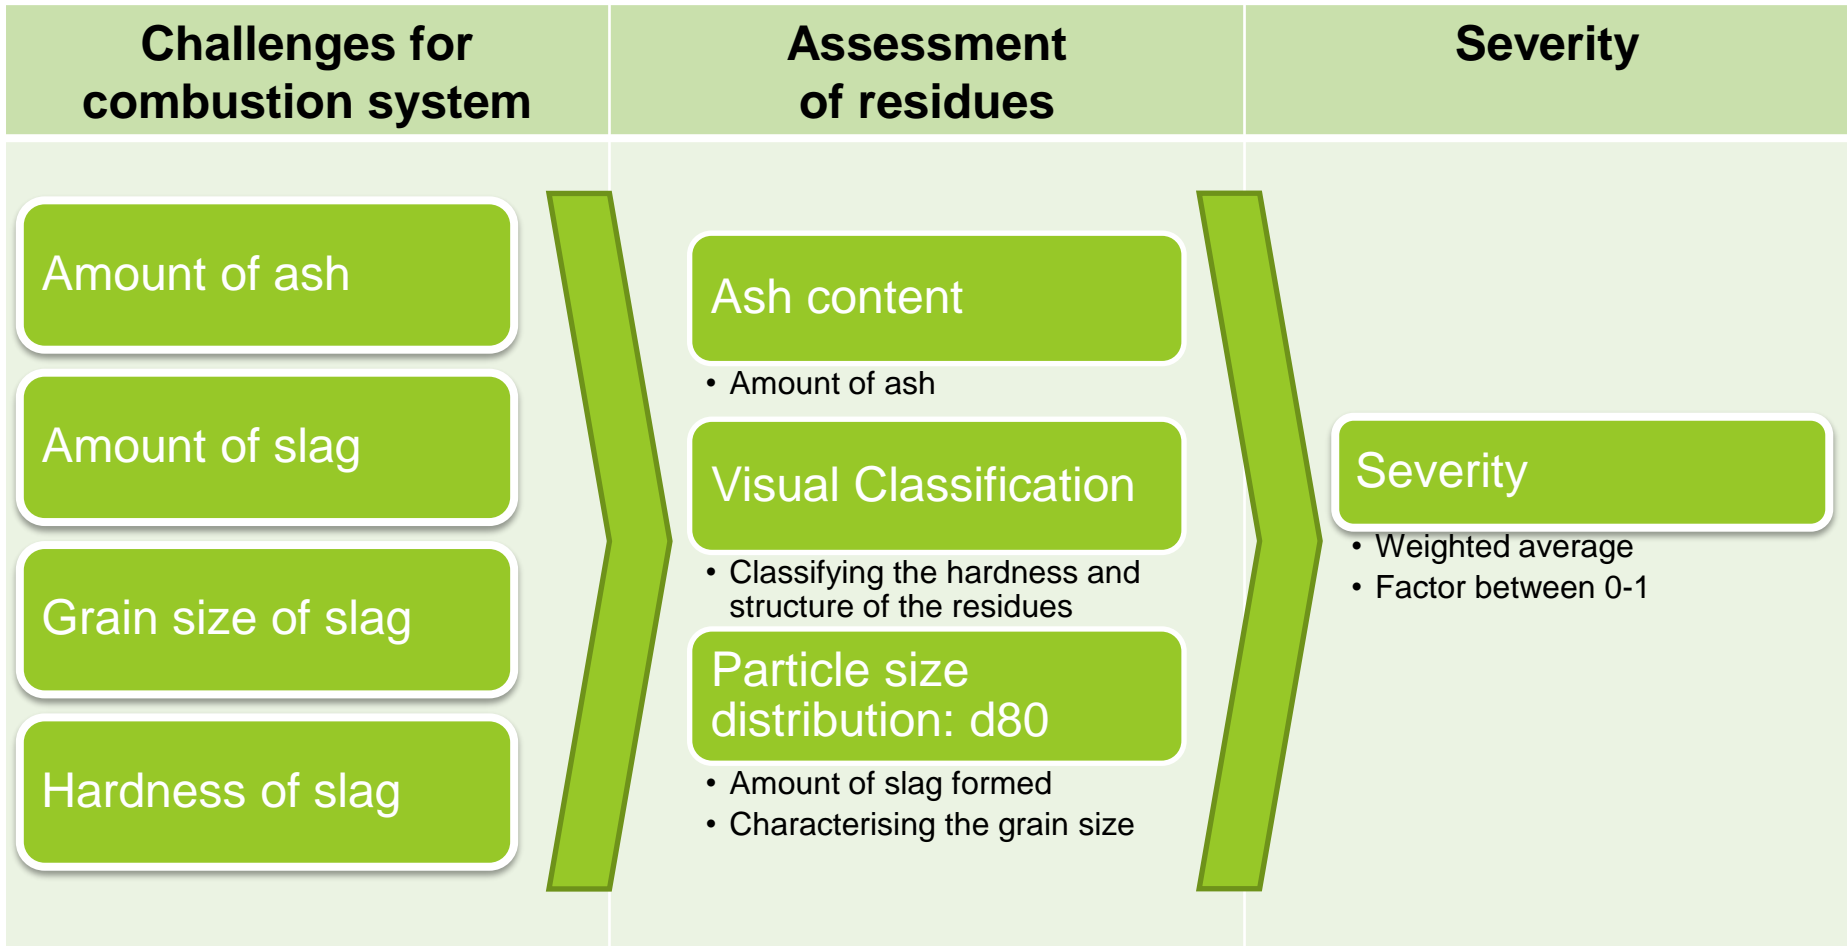 Challenges for
combustion system
Assessment
of residues
Severity
Amount of ash
Amount of slag
Grain size of slag
Hardness of slag
Ash content
• Amount of ash
Visual Classification
• Classifying the hardness and
structure of the residues
Particle size
distribution: d80
• Amount of slag formed
• Characterising the grain size
Severity
• Weighted average
• Factor between 0-1